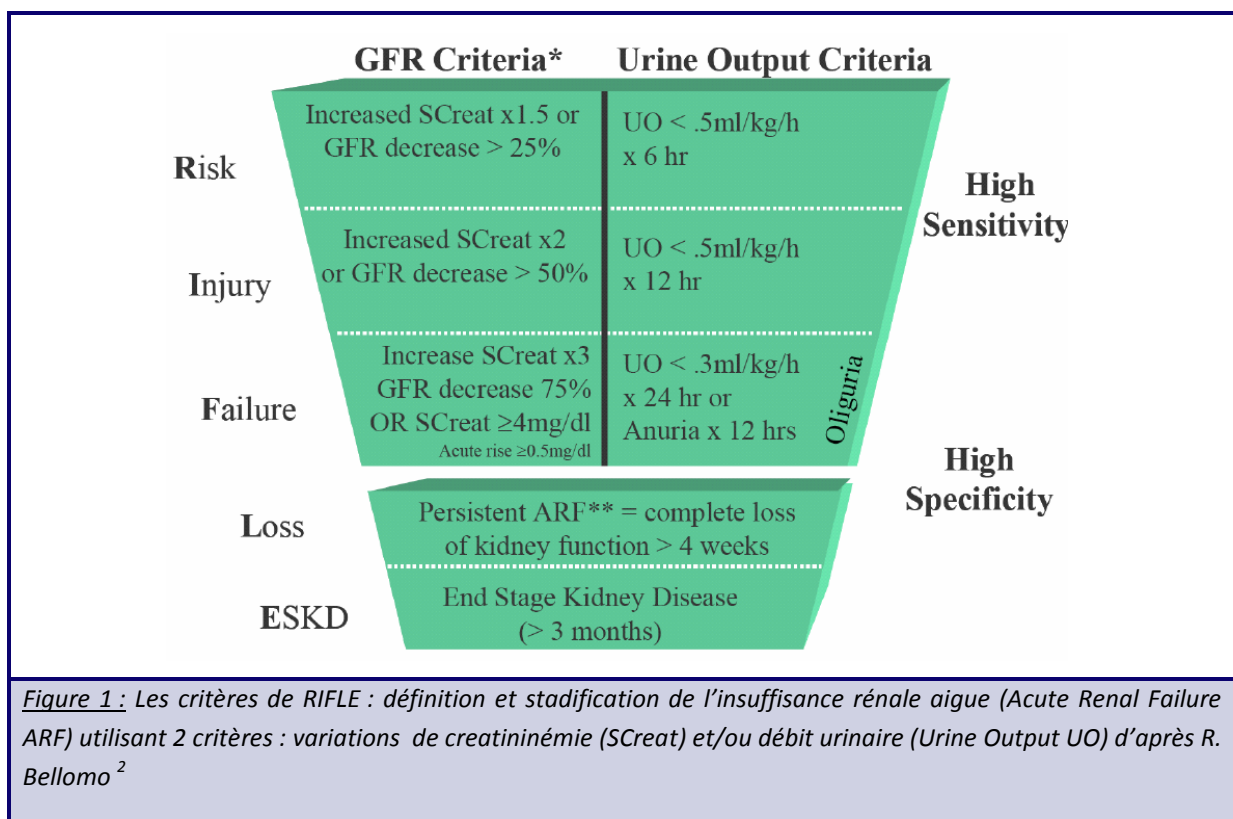 GFR Criteria*
Urine Output Criteria
Risk
Increased SCreat x1.5 or
GFR decrease > 25%
UO < .5ml/kg/h
x 6 hr
High
Sensitivity
Injury
Increased SCreat x2
or GFR decrease > 50%
UO < .5ml/kg/h
x 12 hr
Failure
Increase SCreat x3
GFR decrease 75%
OR SCreat ≥4mg/dl
Acute rise ≥0.5mg/dl
UO < .3ml/kg/h
x 24 hr or
Anuria x 12 hrs
Oliguria
High
Specificity
Loss
Persistent ARF** = complete loss
of kidney function > 4 weeks
ESKD
End Stage Kidney Disease
(> 3 months)
Figure 1 : Les critères de RIFLE : définition et stadification de l’insuffisance rénale aigue (Acute Renal Failure
ARF) utilisant 2 critères : variations de creatininémie (SCreat) et/ou débit urinaire (Urine Output UO) d’après R.
Bellomo 2